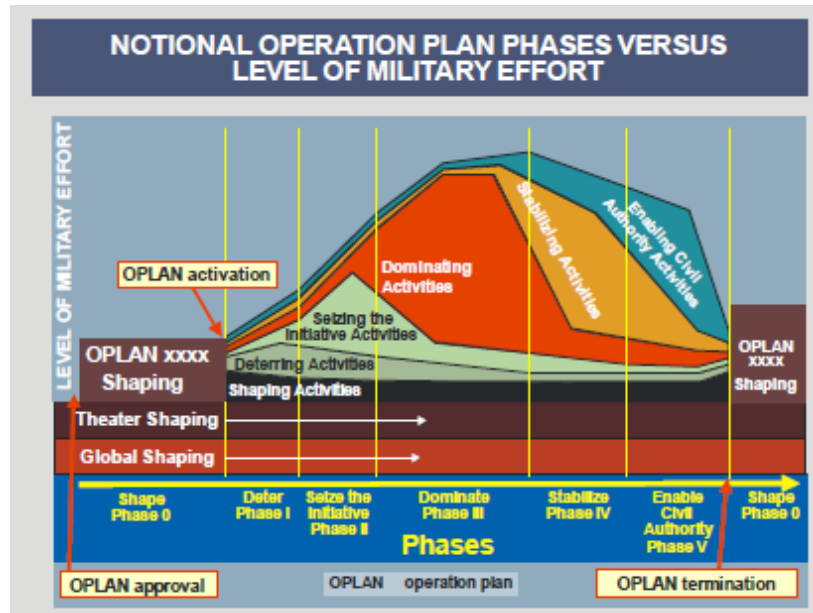 NOTIONAL OPERATION PLAN PHASES VERSUS
LEVEL OF MILITARY EFFORT
LEVEL OF MILITARY EFFORT
OPLAN activation
Enabling Civil
Authority Activities
Stabilizing Activities
Dominating
Activities
Seizing the
Initiative Activities
OPLAN xxxx
Shaping
Deterring Activities
Shaping Activities
OPLAN
xxxx
Shaping
Theater Shaping
Global Shaping
Shape
Phase 0
Deter
Phase I
Seize the
Initiative
Phase II
Dominate
Phase III
Stabilize
Phase IV
Enable
Civil
Authority
Phase V
Shape
Phase 0
Phases
OPLAN approval
OPLAN operation plan
OPLAN termination